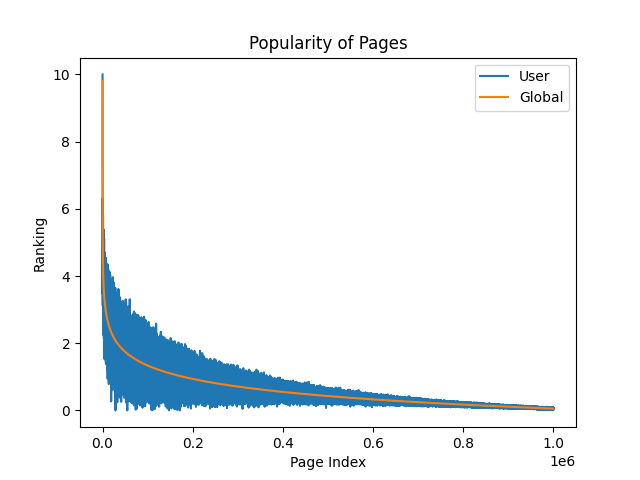 Popularity of Pages
User
Global
10
8
6
4
2
0
Ranking
0.0 0.2 0.4 0.6 0.8 1.0
1e6
Page Index